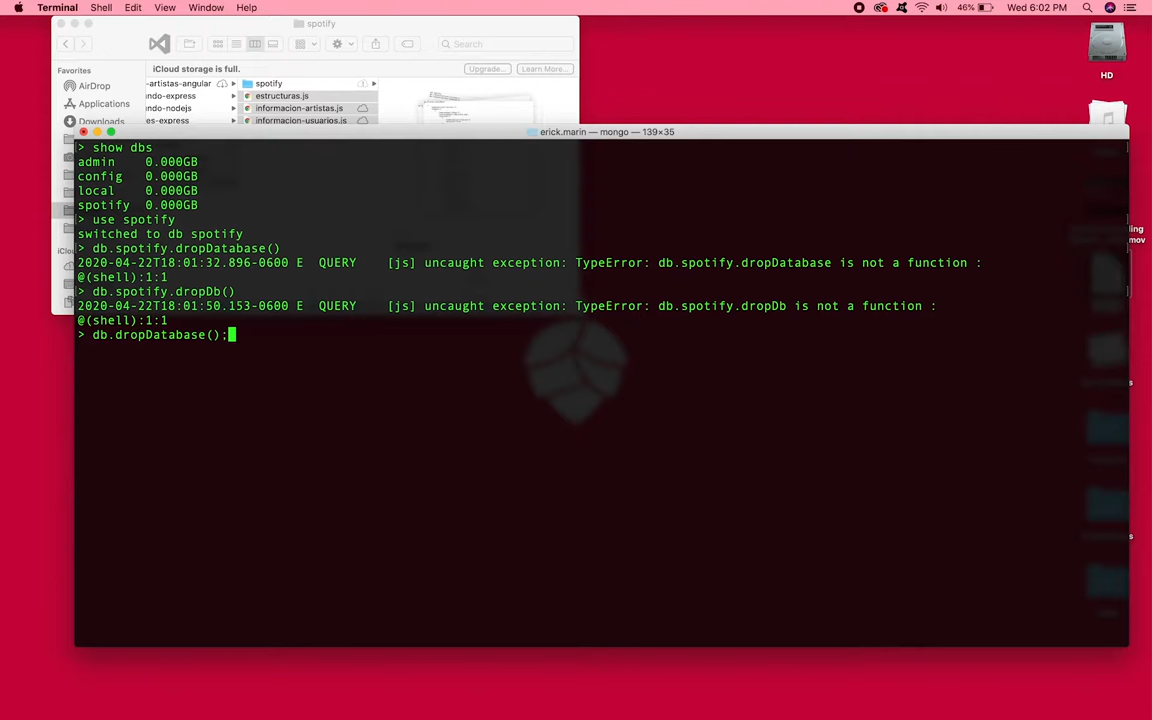 Terminal Shell Edit View Window Help 46% Wed 6:02 PM
spotify
Search
HD
Favorites
iCloud storage is full. Upgrade... Learn More...
AirDrop
-artistas-angular
spotify
Applications
ndo-express
estructuras.js
ndo-nodejs
informacion-artistas.js
Downloads
es-express
informacion-usuarios.js
erick.marin — mongo — 139×35
> show dbs
admin 0.000GB
config 0.000GB
local 0.000GB
spotify 0.000GB
> use spotify
switched to db spotify
> db.spotify.dropDatabase()
2020-04-22T18:01:32.896-0600 E QUERY [js] uncaught exception: TypeError: db.spotify.dropDatabase is not a function :
@(shell):1:1
> db.spotify.dropDb()
2020-04-22T18:01:50.153-0600 E QUERY [js] uncaught exception: TypeError: db.spotify.dropDb is not a function :
@(shell):1:1
> db.dropDatabase();